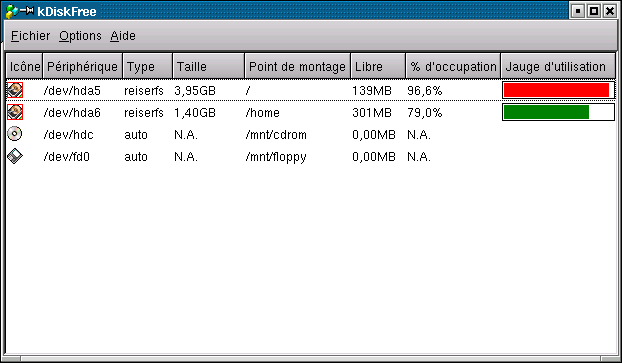 kDiskFree
Fichier Options Aide
Icône Périphérique Type Taille Point de montage Libre % d'occupation Jauge d'utilisation
/dev/hda5 reiserfs 3,95GB / 139MB 96,6%
/dev/hda6 reiserfs 1,40GB /home 301MB 79,0%
/dev/hdc auto N.A. /mnt/cdrom 0,00MB N.A.
/dev/fd0 auto N.A. /mnt/floppy 0,00MB N.A.